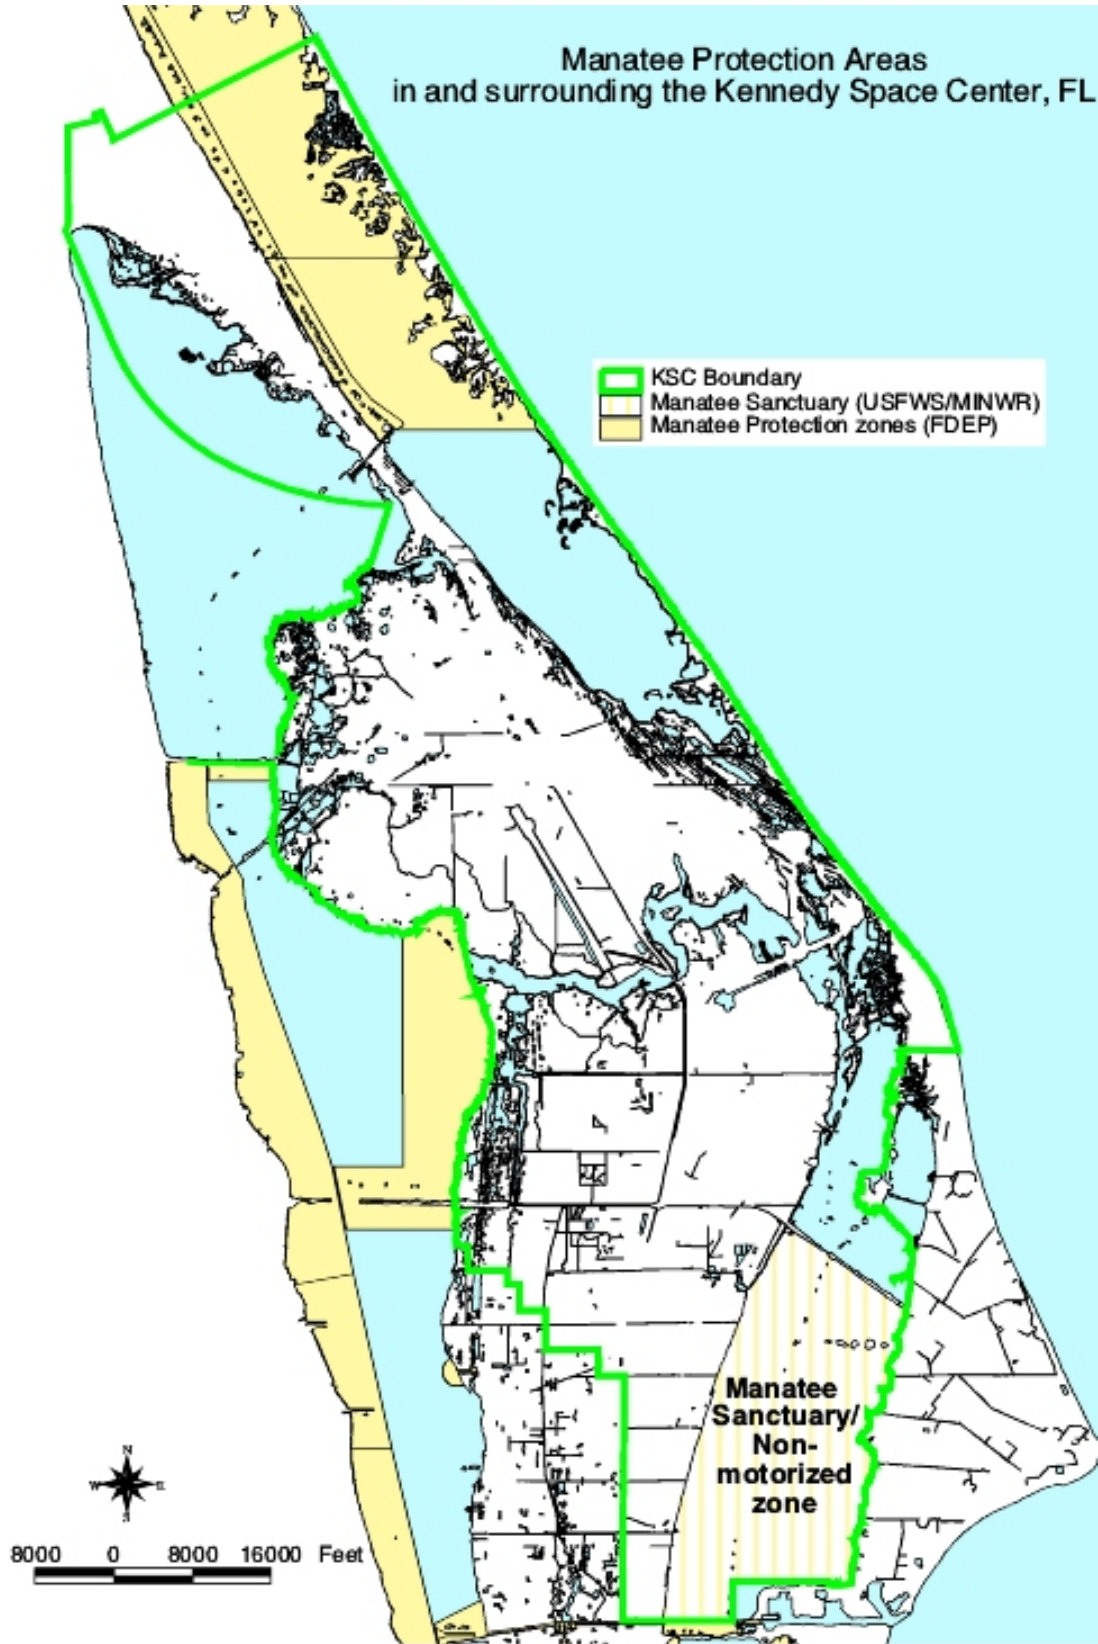 Manatee Protection Areas
in and surrounding the Kennedy Space Center, FL
KSC Boundary
Manatee Sanctuary (USFWS/MINWR)
Manatee Protection zones (FDEP)
Manatee
Sanctuary/
Non-
motorized
zone
N
W E
S
8000 0 8000 16000 Feet